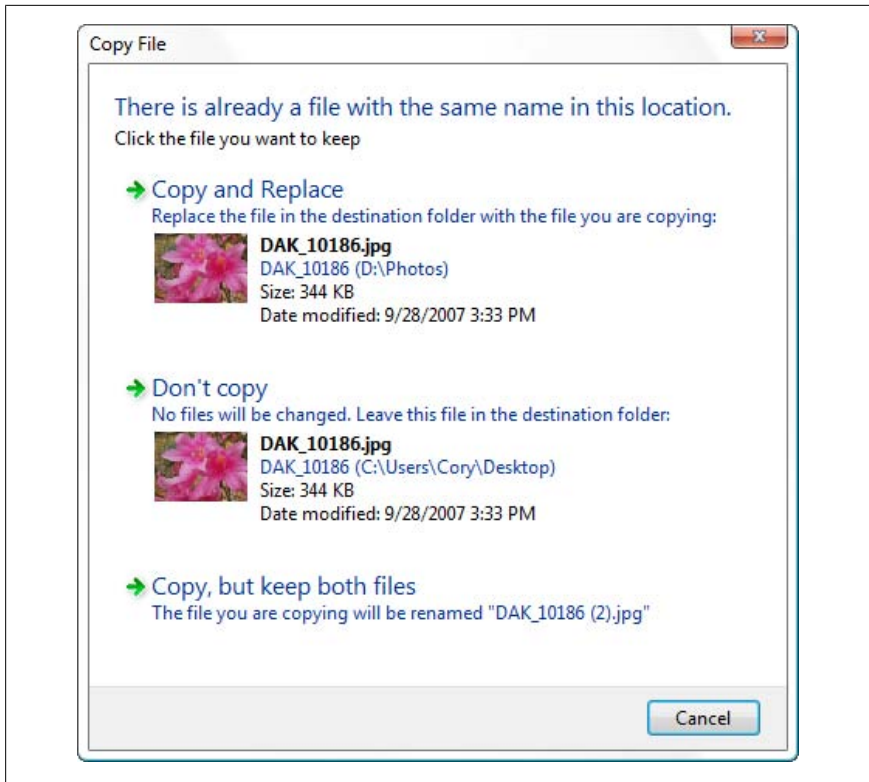 Copy File
There is already a file with the same name in this location.
Click the file you want to keep
Copy and Replace
Replace the file in the destination folder with the file you are copying:
DAK_10186.jpg
DAK_10186 (D:\Photos)
Size: 344 KB
Date modified: 9/28/2007 3:33 PM
Don't copy
No files will be changed. Leave this file in the destination folder:
DAK_10186.jpg
DAK_10186 (C:\Users\Cory\Desktop)
Size: 344 KB
Date modified: 9/28/2007 3:33 PM
Copy, but keep both files
The file you are copying will be renamed "DAK_10186 (2).jpg"
Cancel